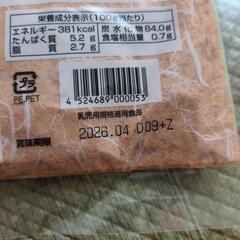 栄養成分表示(100g当たり)
エネルギー 381kcal 炭水化物 84.0g
たんぱく質 5.2g 食塩相当量 0.7g
脂質 2.7g
プラ
PE,PET
4 524689 000053
乳児用規格適用食品
賞味期限 2026.04 D09+Z